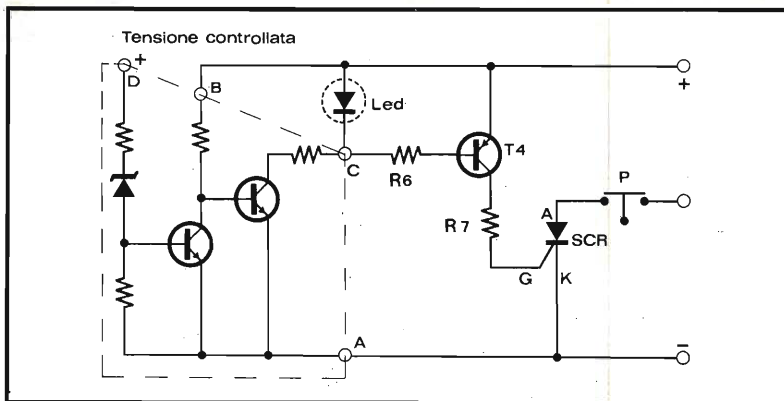 Tensione controllata
+
D
B
Led
+
C
R6
T4
P
R7
A
SCR
G
K
A
−